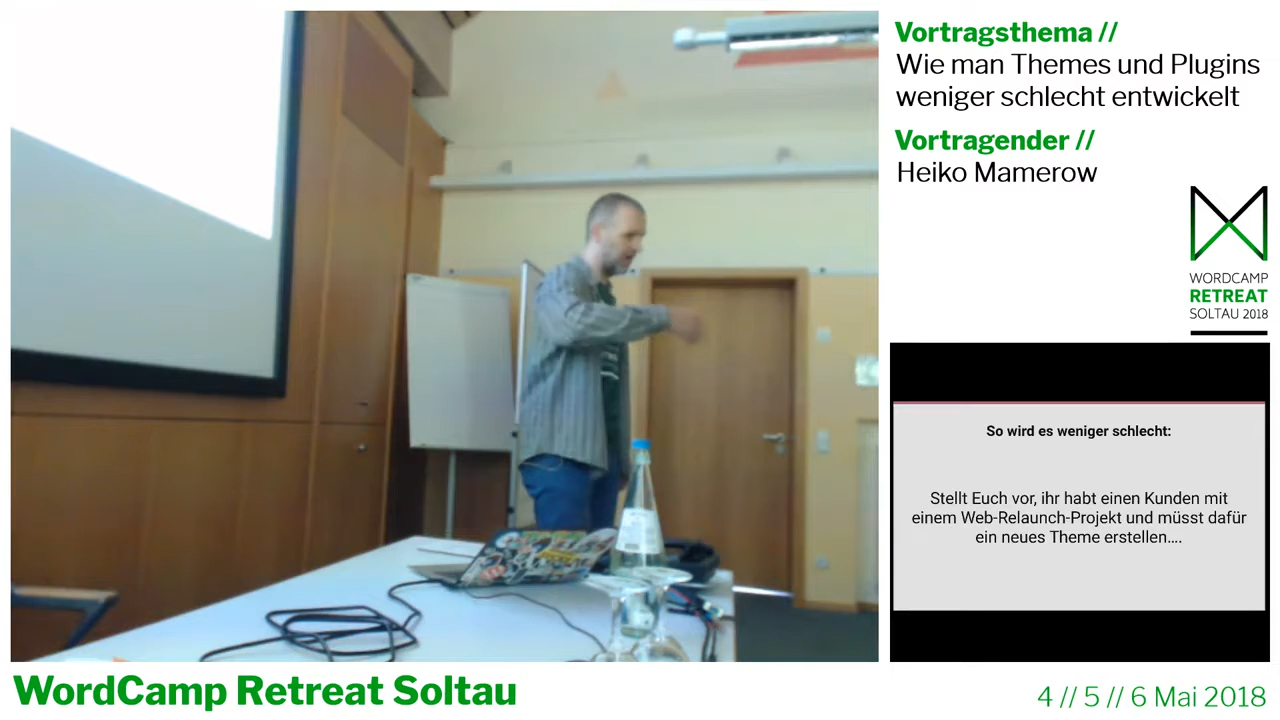 Vortragsthema //
Wie man Themes und Plugins
weniger schlecht entwickelt
Vortragender //
Heiko Mamerow
WORDCAMP
RETREAT
SOLTAU 2018
So wird es weniger schlecht:
Stellt Euch vor, ihr habt einen Kunden mit
einem Web-Relaunch-Projekt und müsst dafür
ein neues Theme erstellen....
WordCamp Retreat Soltau
4 // 5 // 6 Mai 2018